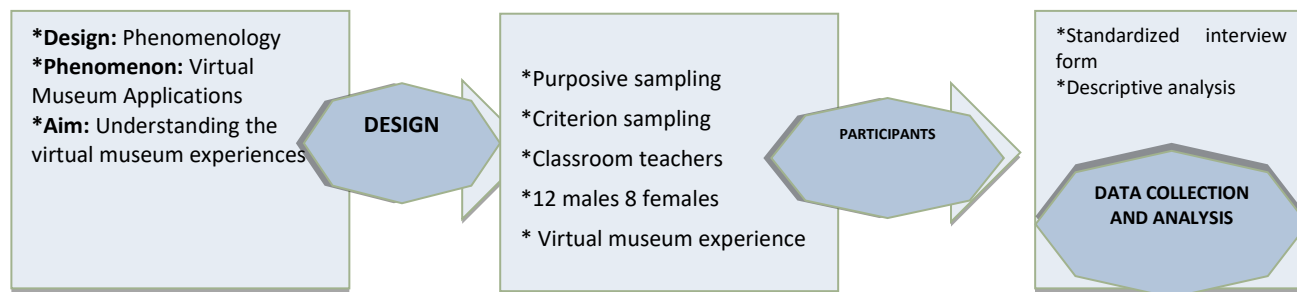 *Design: Phenomenology
*Phenomenon: Virtual
Museum Applications
*Aim: Understanding the
virtual museum experiences
DESIGN
*Purposive sampling
*Criterion sampling
*Classroom teachers
*12 males 8 females
* Virtual museum experience
PARTICIPANTS
*Standardized interview
form
*Descriptive analysis
DATA COLLECTION
AND ANALYSIS